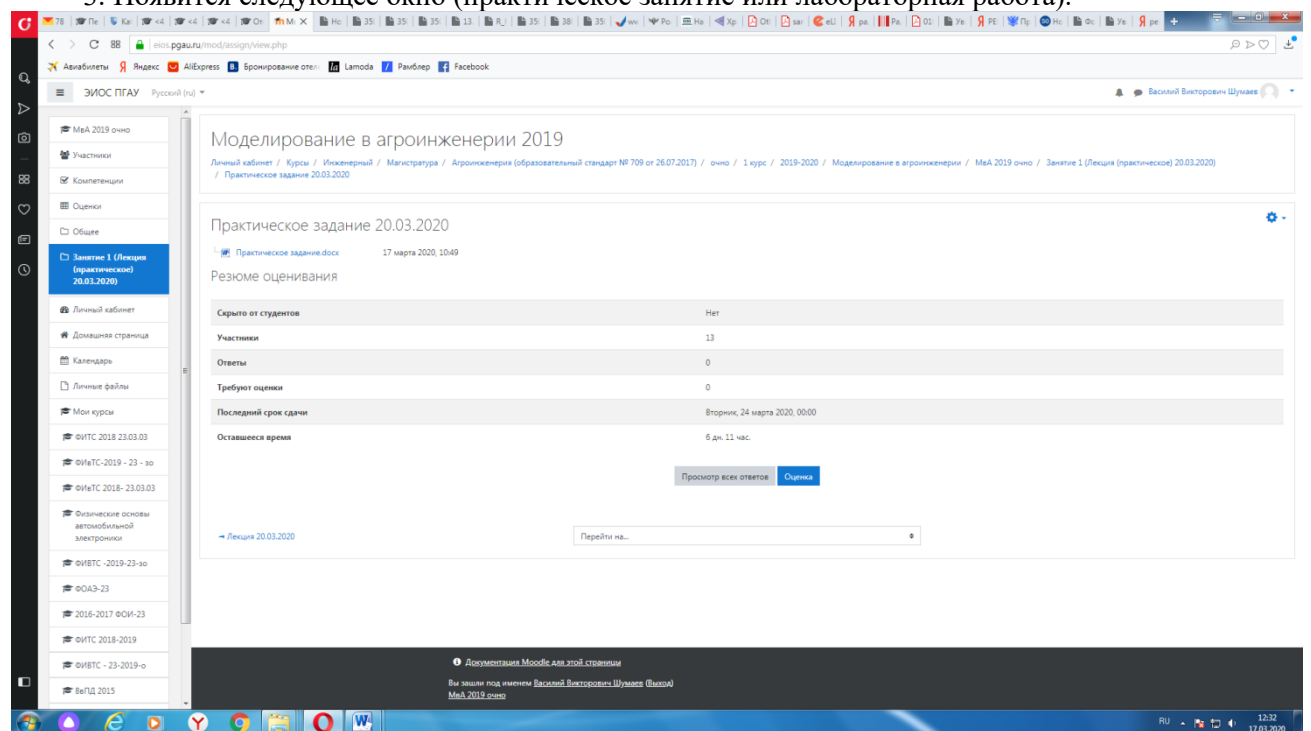 5. Появится следующее окно (практическое занятие или лабораторная работа):
eios.pgau.ru/mod/assign/view.php
Авиабилеты Яндекс AliExpress Бронирование отел Lamoda Рамблер Facebook
ЭИОС ПГАУ Русский (ru)
Василий Викторович Шумаев
МвА 2019 очно
Участники
Компетенции
Оценки
Общее
Занятие 1 (Лекция
(практическое)
20.03.2020)
Личный кабинет
Домашняя страница
Календарь
Личные файлы
Мои курсы
ФИТС 2018 23.03.03
ФИвТС-2019 - 23 - зо
ФИвТС 2018- 23.03.03
Физические основы
автомобильной
электроники
ФИВТС -2019-23-зо
ФОАЭ-23
2016-2017 ФОИ-23
ФИТС 2018-2019
ФИВТС - 23-2019-о
ВвПД 2015
Моделирование в агроинженерии 2019
Личный кабинет / Курсы / Инженерный / Магистратура / Агроинженерия (образовательный стандарт № 709 от 26.07.2017) / очно / 1 курс / 2019-2020 / Моделирование в агроинженерии / МвА 2019 очно / Занятие 1 (Лекция (практическое) 20.03.2020)
/ Практическое задание 20.03.2020
Практическое задание 20.03.2020
Практическое задание.docx 17 марта 2020, 10:49
Резюме оценивания
Скрыто от студентов Нет
Участники 13
Ответы 0
Требуют оценки 0
Последний срок сдачи Вторник, 24 марта 2020, 00:00
Оставшееся время 6 дн. 11 час.
Просмотр всех ответов Оценка
Лекция 20.03.2020 Перейти на...
Документация Moodle для этой страницы
Вы зашли под именем Василий Викторович Шумаев (Выход)
МвА 2019 очно
RU 12:32
17.03.2020